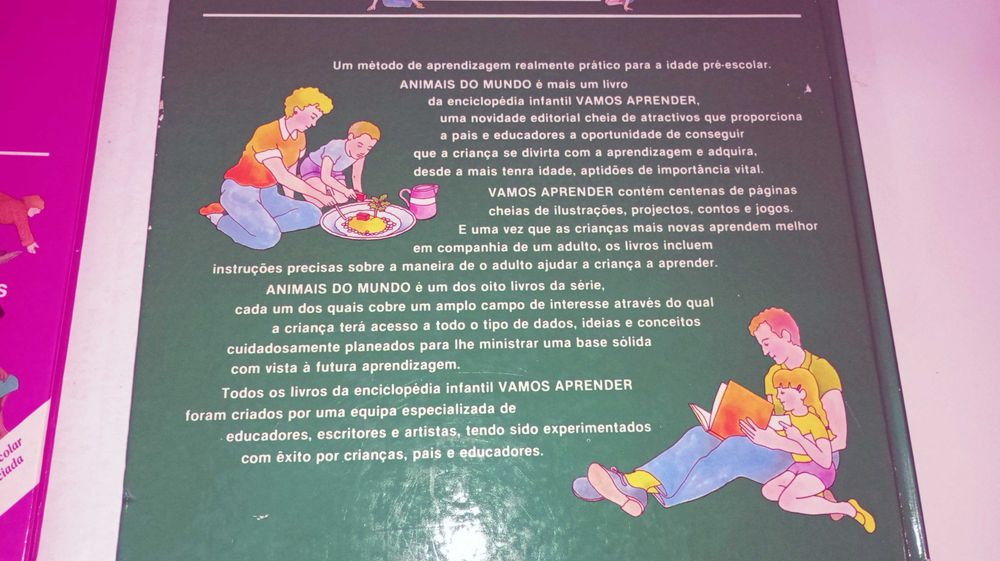 Um método de aprendizagem realmente prático para a idade pré-escolar.
ANIMAIS DO MUNDO é mais um livro
da enciclopédia infantil VAMOS APRENDER,
uma novidade editorial cheia de atractivos que proporciona
a pais e educadores a oportunidade de conseguir
que a criança se divirta com a aprendizagem e adquira,
desde a mais tenra idade, aptidões de importância vital.
VAMOS APRENDER contém centenas de páginas
cheias de ilustrações, projectos, contos e jogos.
E uma vez que as crianças mais novas aprendem melhor
em companhia de um adulto, os livros incluem
instruções precisas sobre a maneira de o adulto ajudar a criança a aprender.
ANIMAIS DO MUNDO é um dos oito livros da série,
cada um dos quais cobre um amplo campo de interesse através do qual
a criança terá acesso a todo o tipo de dados, ideias e conceitos
cuidadosamente planeados para lhe ministrar uma base sólida
com vista à futura aprendizagem.
Todos os livros da enciclopédia infantil VAMOS APRENDER
foram criados por uma equipa especializada de
educadores, escritores e artistas, tendo sido experimentados
com êxito por crianças, pais e educadores.